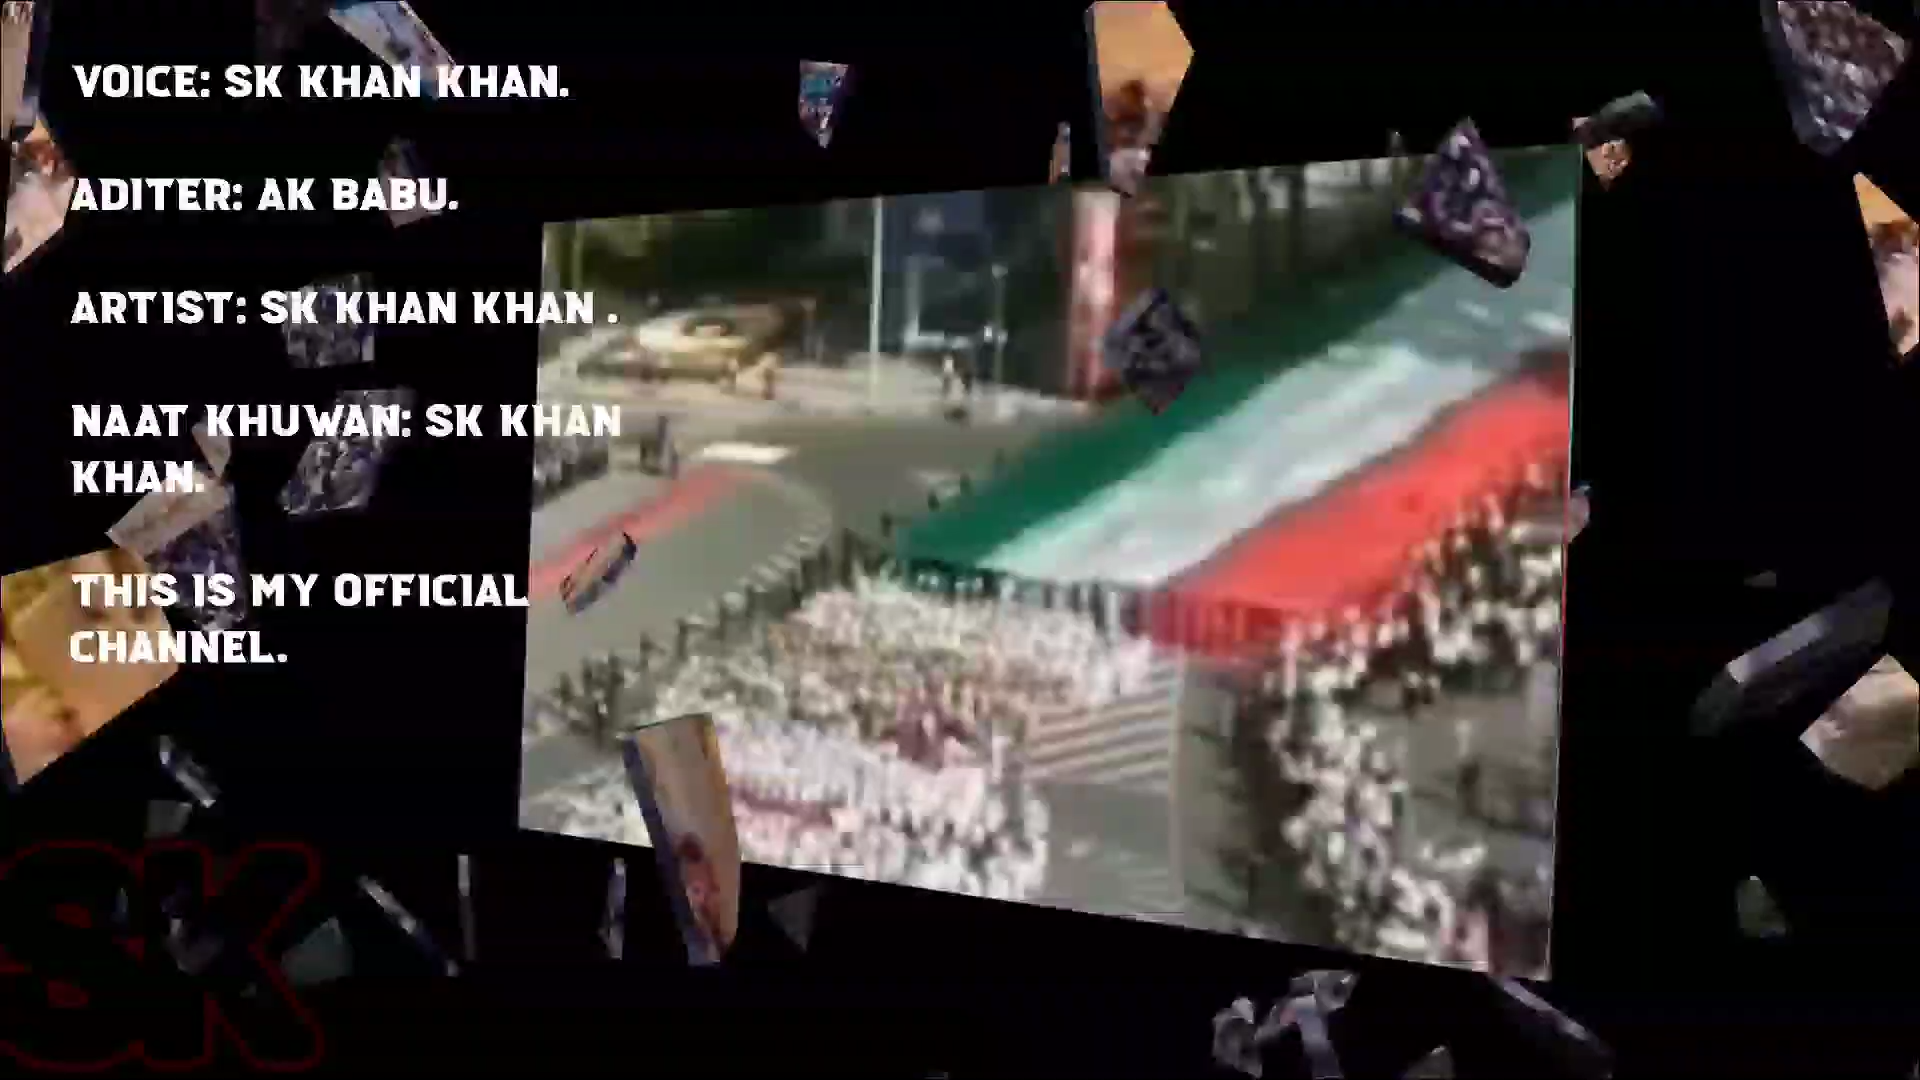 VOICE: SK KHAN KHAN.
ADITER: AK BABU.
ARTIST: SK KHAN KHAN .
NAAT KHUWAN: SK KHAN
KHAN.
THIS IS MY OFFICIAL
CHANNEL.
SK